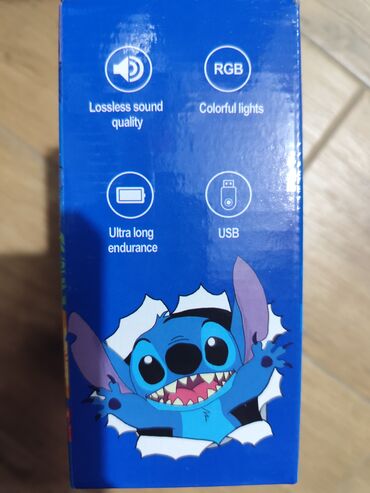 RGB
Lossless sound
quality
Colorful lights
Ultra long
endurance
USB